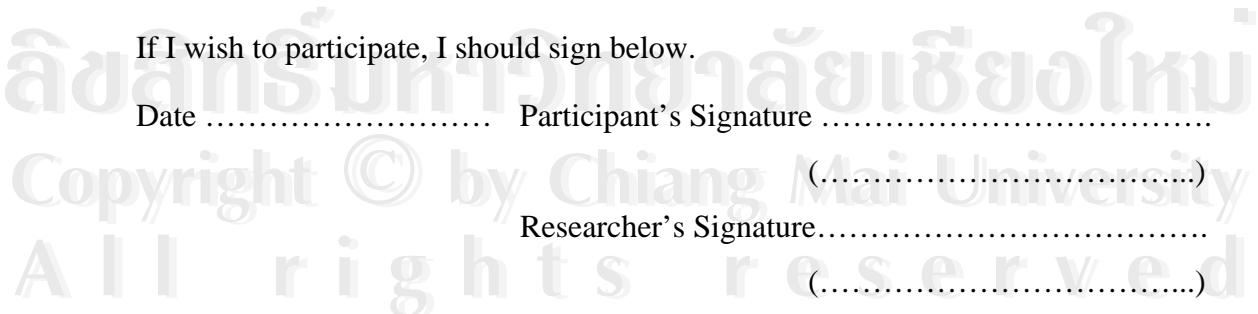 If I wish to participate, I should sign below.
ลิขสิทธิ์มหาวิทยาลัยเชียงใหม่
Date ………………………  Participant’s Signature ……………………………….
Copyright © by Chiang Mai University
(……………………………...)
Researcher’s Signature……………………………….
All rights reserved
(……………………………...)